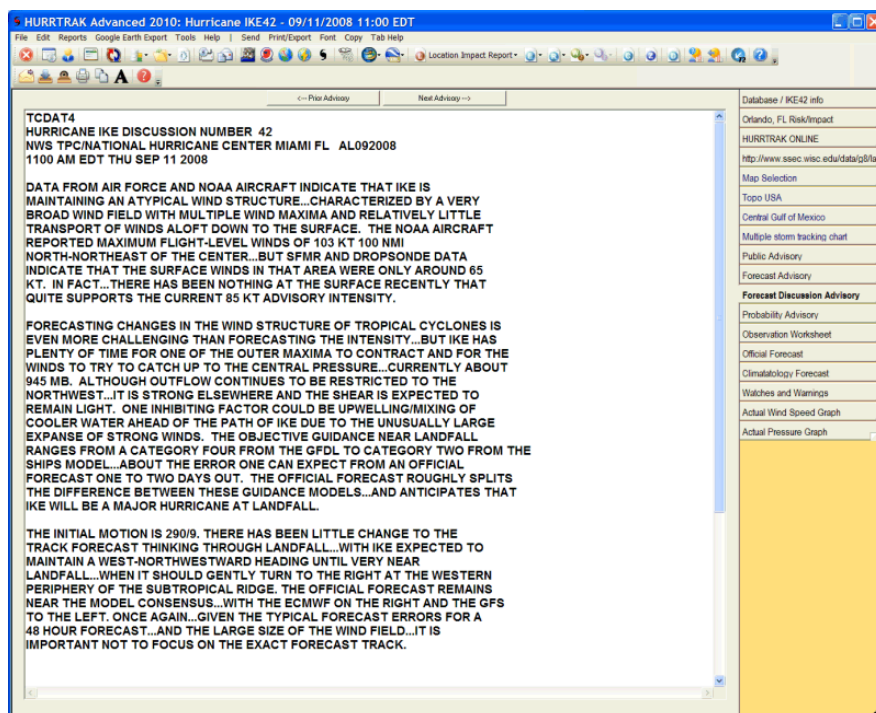 HURRTRAK Advanced 2010: Hurricane IKE42 - 09/11/2008 11:00 EDT
File Edit Reports Google Earth Export Tools Help | Send Print/Export Font Copy Tab Help
Location Impact Report
<--- Prior Advisory Next Advisory --->
TCDAT4
HURRICANE IKE DISCUSSION NUMBER 42
NWS TPC/NATIONAL HURRICANE CENTER MIAMI FL AL092008
1100 AM EDT THU SEP 11 2008
DATA FROM AIR FORCE AND NOAA AIRCRAFT INDICATE THAT IKE IS
MAINTAINING AN ATYPICAL WIND STRUCTURE...CHARACTERIZED BY A VERY
BROAD WIND FIELD WITH MULTIPLE WIND MAXIMA AND RELATIVELY LITTLE
TRANSPORT OF WINDS ALOFT DOWN TO THE SURFACE. THE NOAA AIRCRAFT
REPORTED MAXIMUM FLIGHT-LEVEL WINDS OF 103 KT 100 NMI
NORTH-NORTHEAST OF THE CENTER...BUT SFMR AND DROPSONDE DATA
INDICATE THAT THE SURFACE WINDS IN THAT AREA WERE ONLY AROUND 65
KT. IN FACT...THERE HAS BEEN NOTHING AT THE SURFACE RECENTLY THAT
QUITE SUPPORTS THE CURRENT 85 KT ADVISORY INTENSITY.
FORECASTING CHANGES IN THE WIND STRUCTURE OF TROPICAL CYCLONES IS
EVEN MORE CHALLENGING THAN FORECASTING THE INTENSITY...BUT IKE HAS
PLENTY OF TIME FOR ONE OF THE OUTER MAXIMA TO CONTRACT AND FOR THE
WINDS TO TRY TO CATCH UP TO THE CENTRAL PRESSURE...CURRENTLY ABOUT
945 MB. ALTHOUGH OUTFLOW CONTINUES TO BE RESTRICTED TO THE
NORTHWEST...IT IS STRONG ELSEWHERE AND THE SHEAR IS EXPECTED TO
REMAIN LIGHT. ONE INHIBITING FACTOR COULD BE UPWELLING/MIXING OF
COOLER WATER AHEAD OF THE PATH OF IKE DUE TO THE UNUSUALLY LARGE
EXPANSE OF STRONG WINDS. THE OBJECTIVE GUIDANCE NEAR LANDFALL
RANGES FROM A CATEGORY FOUR FROM THE GFDL TO CATEGORY TWO FROM THE
SHIPS MODEL...ABOUT THE ERROR ONE CAN EXPECT FROM AN OFFICIAL
FORECAST ONE TO TWO DAYS OUT. THE OFFICIAL FORECAST ROUGHLY SPLITS
THE DIFFERENCE BETWEEN THESE GUIDANCE MODELS...AND ANTICIPATES THAT
IKE WILL BE A MAJOR HURRICANE AT LANDFALL.
THE INITIAL MOTION IS 290/9. THERE HAS BEEN LITTLE CHANGE TO THE
TRACK FORECAST THINKING THROUGH LANDFALL...WITH IKE EXPECTED TO
MAINTAIN A WEST-NORTHWESTWARD HEADING UNTIL VERY NEAR
LANDFALL...WHEN IT SHOULD GENTLY TURN TO THE RIGHT AT THE WESTERN
PERIPHERY OF THE SUBTROPICAL RIDGE. THE OFFICIAL FORECAST REMAINS
NEAR THE MODEL CONSENSUS...WITH THE ECMWF ON THE RIGHT AND THE GFS
TO THE LEFT. ONCE AGAIN...GIVEN THE TYPICAL FORECAST ERRORS FOR A
48 HOUR FORECAST...AND THE LARGE SIZE OF THE WIND FIELD...IT IS
IMPORTANT NOT TO FOCUS ON THE EXACT FORECAST TRACK.
Database / IKE42 info
Orlando, FL Risk/Impact
HURRTRAK ONLINE
http://www.ssec.wisc.edu/data/g8/la
Map Selection
Topo USA
Central Gulf of Mexico
Multiple storm tracking chart
Public Advisory
Forecast Advisory
Forecast Discussion Advisory
Probability Advisory
Observation Worksheet
Official Forecast
Climatatology Forecast
Watches and Warnings
Actual Wind Speed Graph
Actual Pressure Graph